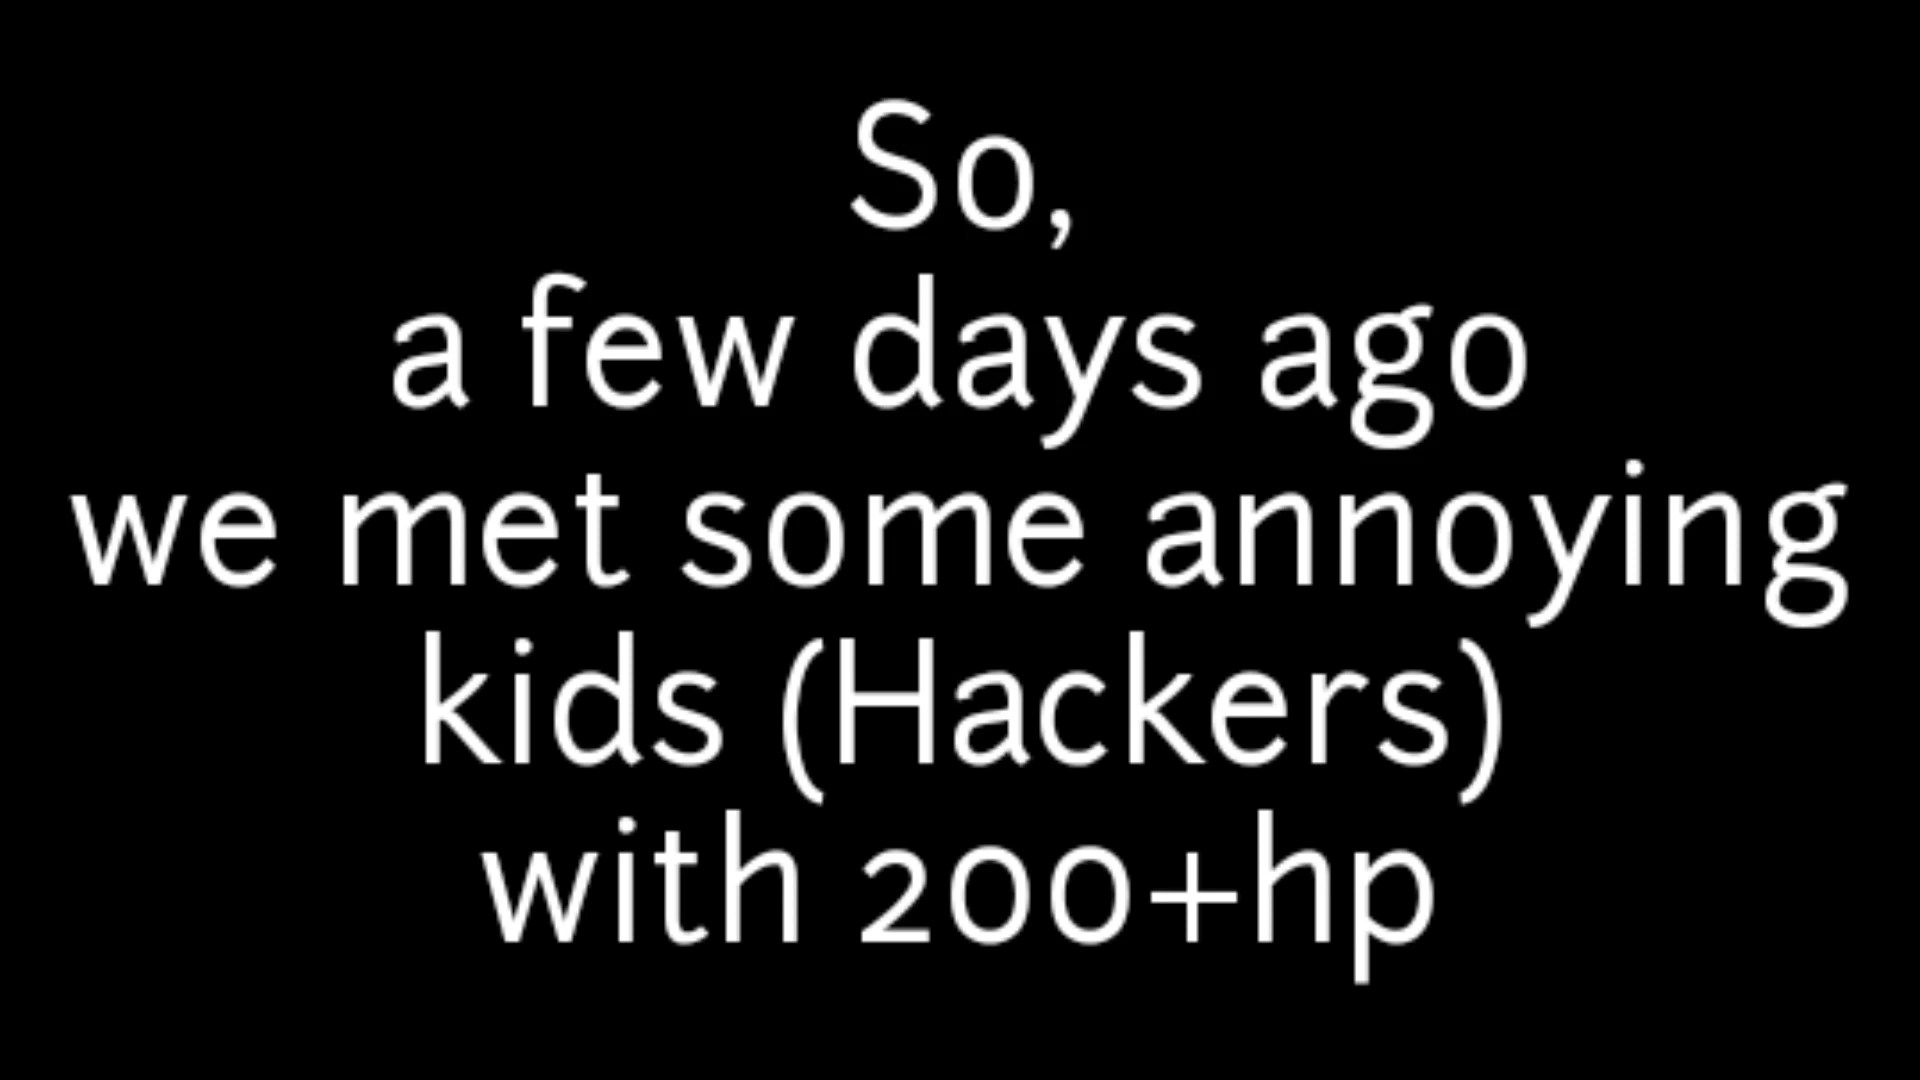 So,
a few days ago
we met some annoying
kids (Hackers)
with 200+hp